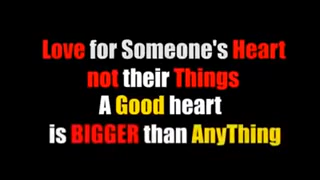 Love for Someone's Heart
not their Things
A Good heart
is BIGGER than AnyThing